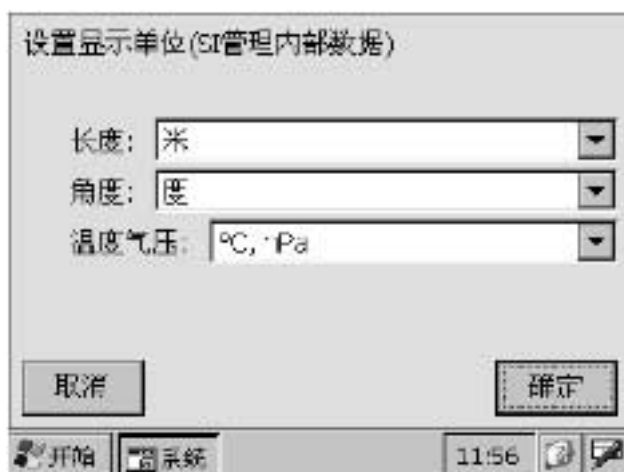 设置显示单位(SI管理内部数据)
长度: 米
角度: 度
温度气压: ºC, hPa
取消 确定
开始 系统 11:56